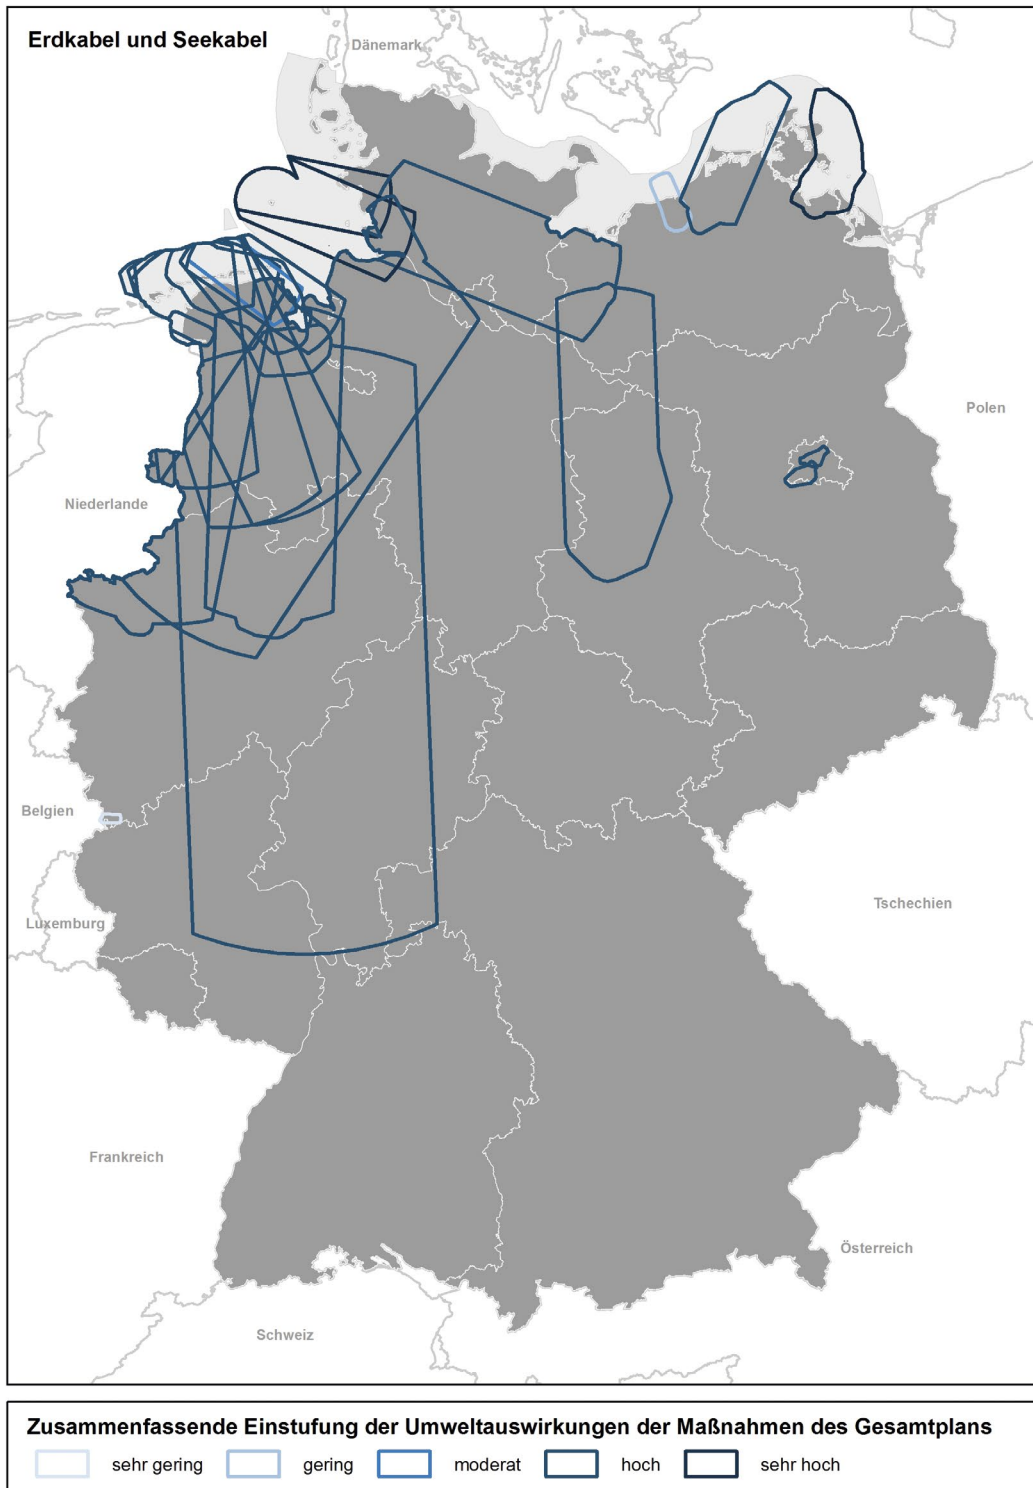 Erdkabel und Seekabel
Dänemark
Polen
Niederlande
Belgien
Luxemburg
Tschechien
Frankreich
Österreich
Schweiz
Zusammenfassende Einstufung der Umweltauswirkungen der Maßnahmen des Gesamtplans
sehr gering gering moderat hoch sehr hoch